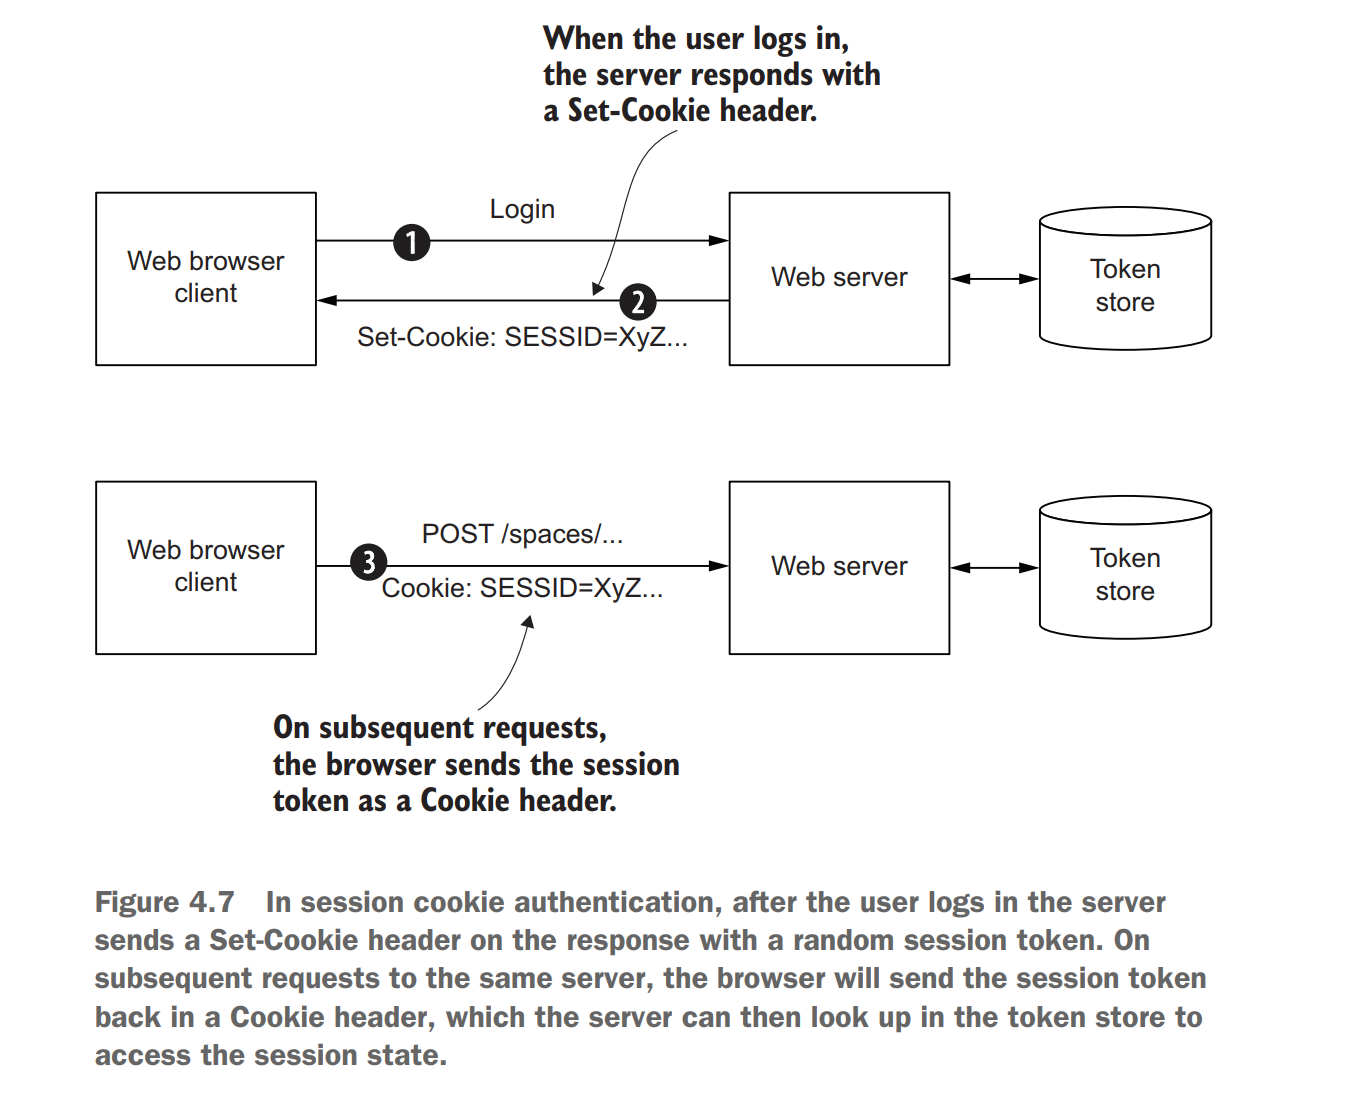 When the user logs in,
the server responds with
a Set-Cookie header.
Login
1
Web browser
client
Web server
Token
store
2
Set-Cookie: SESSID=XyZ...
Web browser
client
POST /spaces/...
3
Cookie: SESSID=XyZ...
Web server
Token
store
On subsequent requests,
the browser sends the session
token as a Cookie header.
Figure 4.7 In session cookie authentication, after the user logs in the server
sends a Set-Cookie header on the response with a random session token. On
subsequent requests to the same server, the browser will send the session token
back in a Cookie header, which the server can then look up in the token store to
access the session state.